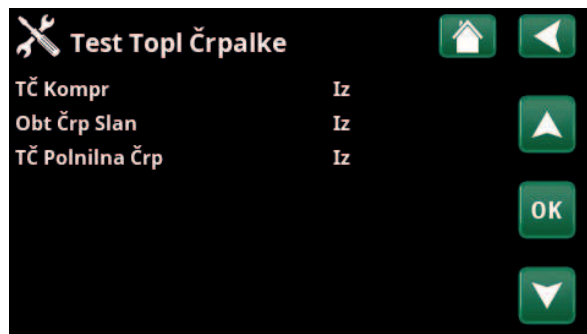 Test Topl Črpalke
TČ Kompr Iz
Obt Črp Slan Iz
TČ Polnilna Črp Iz
OK